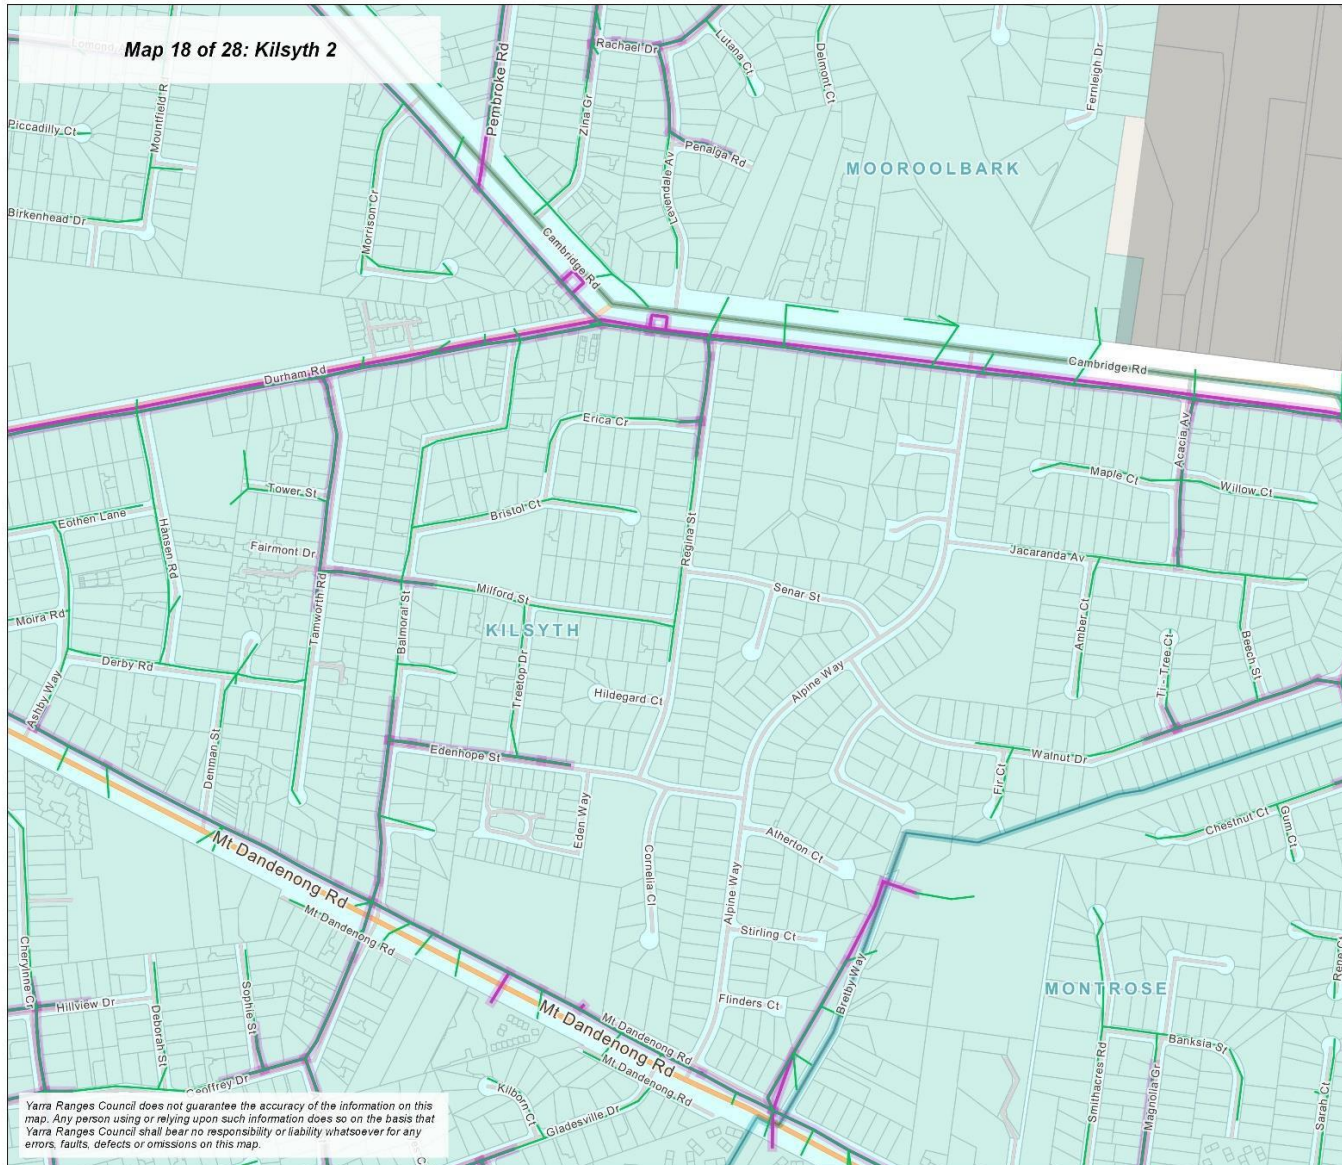 Map 18 of 28: Kilsyth 2
Pembroke Rd
Rachael Dr
Lutana Ct
Delmont Ct
Fernleigh Dr
Zina Gr
Piccadilly Ct
Mountfield R
Penalga Rd
MOOROOLBARK
Levendale Av
Birkenhead Dr
Morrison Cr
Cambridge Rd
Cambridge Rd
Durham Rd
Erica Cr
Acacia Av
Maple Ct
Willow Ct
Tower St
Bristol Ct
Eothen Lane
Hansen Rd
Regina St
Fairmont Dr
Jacaranda Av
Milford St
Senar St
Tamworth Rd
Balmoral St
Amber Ct
Beech St
Moira Rd
KILSYTH
Ti - Tree Ct
Derby Rd
Treetop Dr
Alpine Way
Hildegard Ct
Ashby Way
Denman St
Edenhope St
Walnut Dr
Fir Ct
Eden Way
Chestnut Ct
Gum Ct
Atherton Ct
Mt Dandenong Rd
Mt Dandenong Rd
Cornelia Cl
Alpine Way
Stirling Ct
Cherylnne Cr
Bretby Way
Rene Ct
MONTROSE
Hillview Dr
Sophie St
Deborah St
Flinders Ct
Mt Dandenong Rd
Mt Dandenong Rd
Mt Dandenong Rd
Banksia St
Smithacres Rd
Magnolia Gr
Sarah Ct
Geoffrey Dr
Kilborn Ct
Gladesville Dr
Yarra Ranges Council does not guarantee the accuracy of the information on this
map. Any person using or relying upon such information does so on the basis that
Yarra Ranges Council shall bear no responsibility or liability whatsoever for any
errors, faults, defects or omissions on this map.